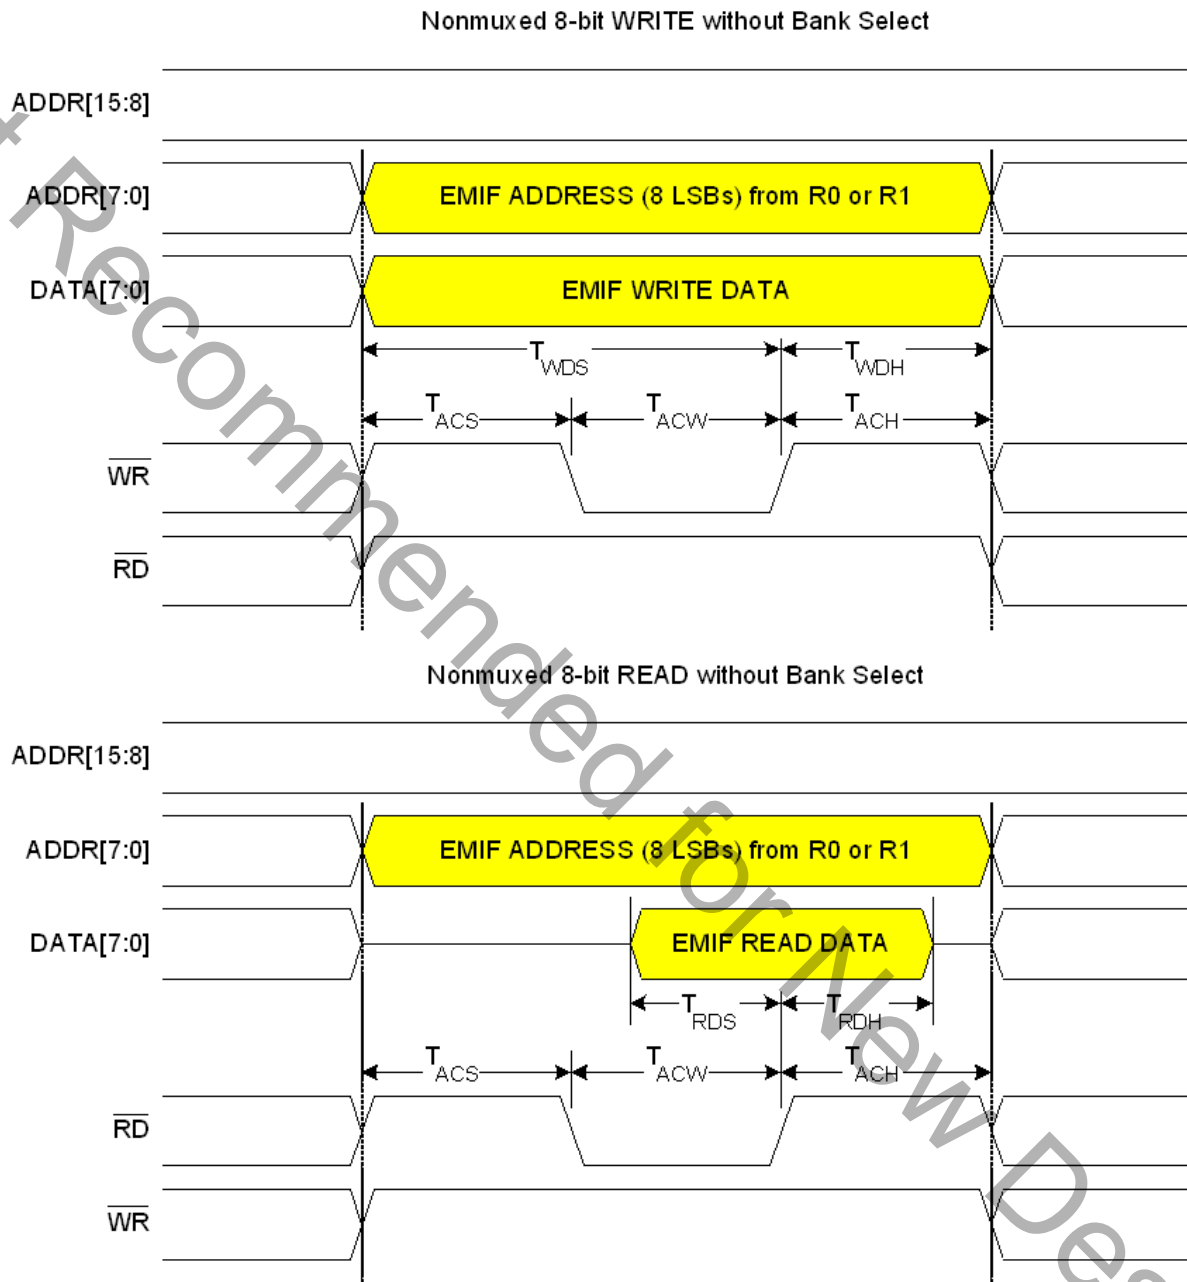 Nonmuxed 8-bit WRITE without Bank Select
ADDR[15:8]
ADDR[7:0]
EMIF ADDRESS (8 LSBs) from R0 or R1
DATA[7:0]
EMIF WRITE DATA
TWDS TWDH
TACS TACW TACH
WR
RD
Nonmuxed 8-bit READ without Bank Select
ADDR[15:8]
ADDR[7:0]
EMIF ADDRESS (8 LSBs) from R0 or R1
DATA[7:0]
EMIF READ DATA
TRDS TRDH
TACS TACW TACH
RD
WR
Recommended for New Des